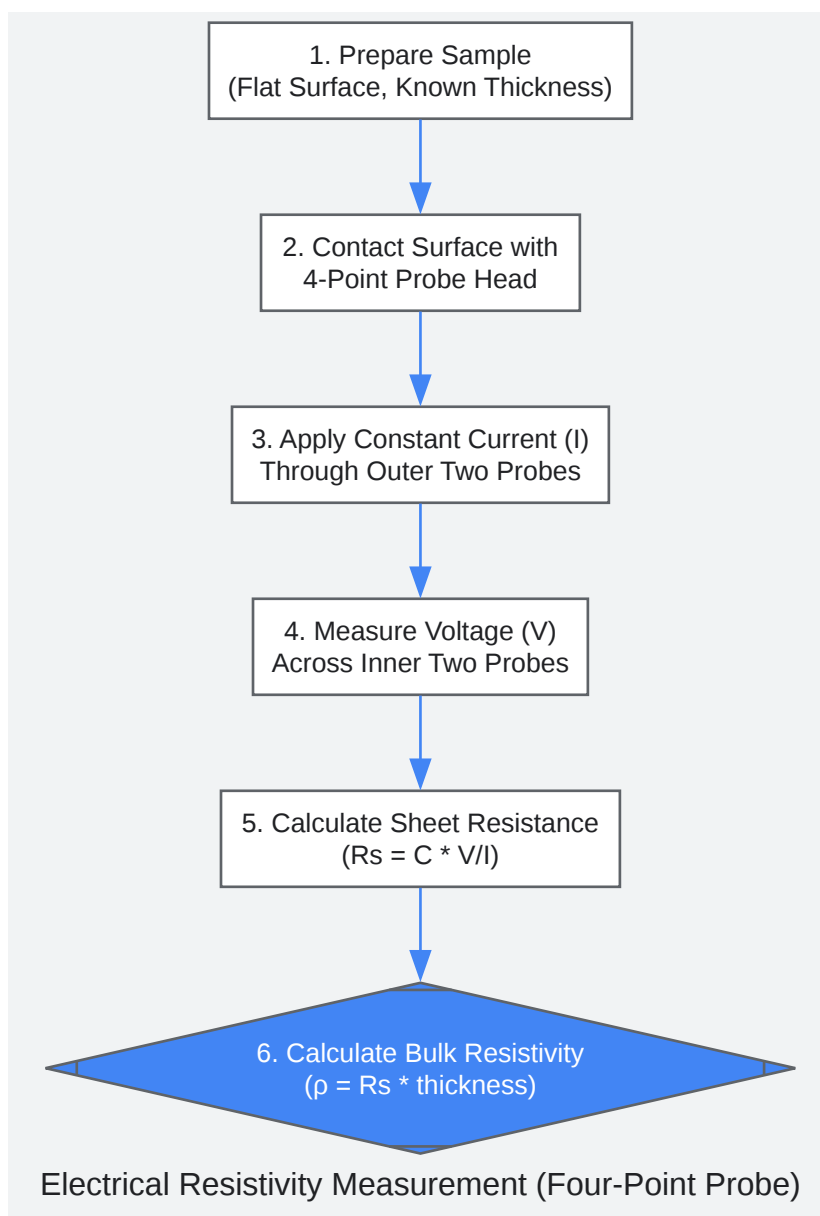 1. Prepare Sample
(Flat Surface, Known Thickness)
2. Contact Surface with
4-Point Probe Head
3. Apply Constant Current (I)
Through Outer Two Probes
4. Measure Voltage (V)
Across Inner Two Probes
5. Calculate Sheet Resistance
(Rs = C * V/I)
6. Calculate Bulk Resistivity
(ρ = Rs * thickness)
Electrical Resistivity Measurement (Four-Point Probe)